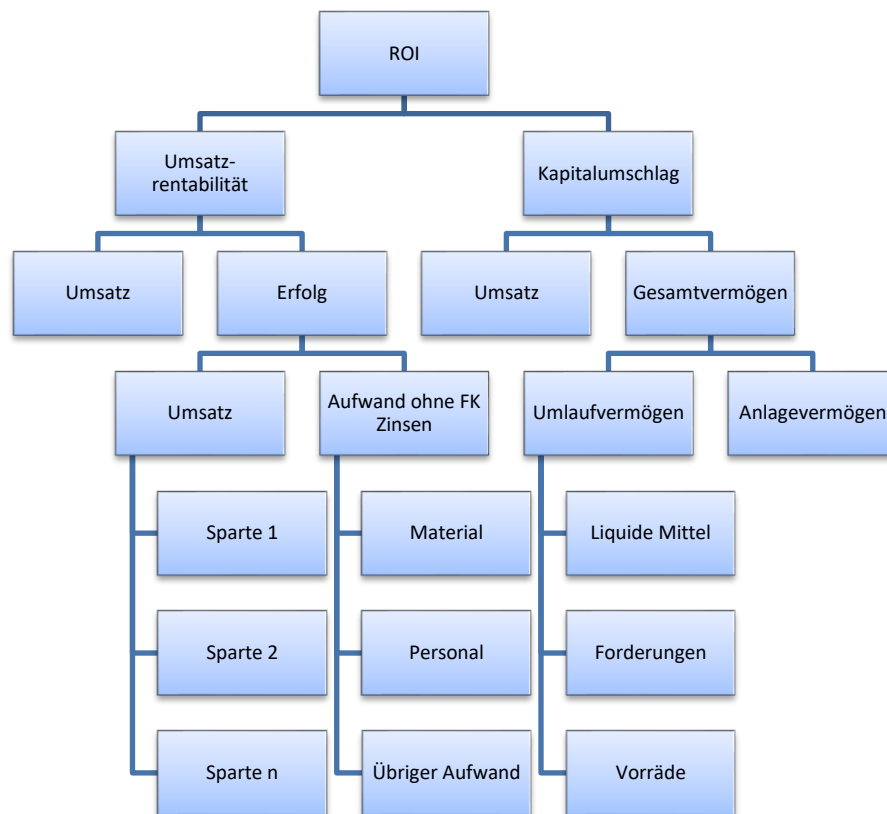 ROI
Umsatz-
rentabilität
Kapitalumschlag
Umsatz
Erfolg
Umsatz
Gesamtvermögen
Umsatz
Aufwand ohne FK
Zinsen
Umlaufvermögen
Anlagevermögen
Sparte 1
Material
Liquide Mittel
Sparte 2
Personal
Forderungen
Sparte n
Übriger Aufwand
Vorräde